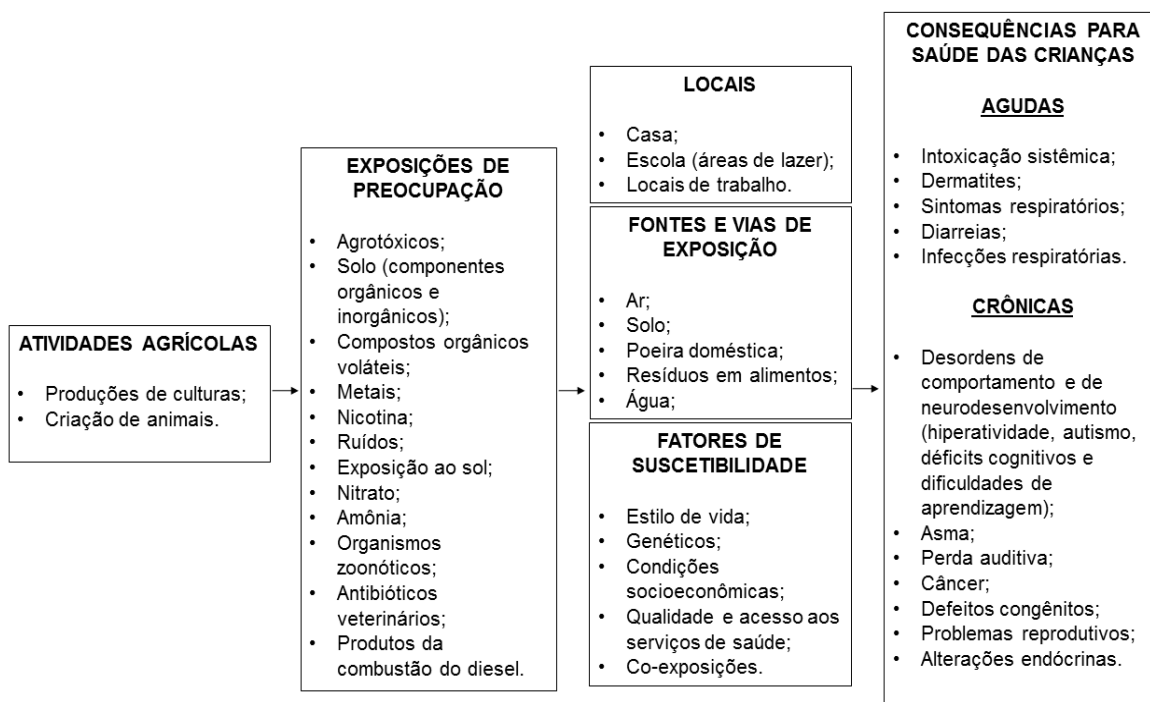 ATIVIDADES AGRÍCOLAS
• Produções de culturas;
• Criação de animais.
EXPOSIÇÕES DE
PREOCUPAÇÃO
• Agrotóxicos;
• Solo (componentes
orgânicos e
inorgânicos);
• Compostos orgânicos
voláteis;
• Metais;
• Nicotina;
• Ruídos;
• Exposição ao sol;
• Nitrato;
• Amônia;
• Organismos
zoonóticos;
• Antibióticos
veterinários;
• Produtos da
combustão do diesel.
LOCAIS
• Casa;
• Escola (áreas de lazer);
• Locais de trabalho.
FONTES E VIAS DE
EXPOSIÇÃO
• Ar;
• Solo;
• Poeira doméstica;
• Resíduos em alimentos;
• Água;
FATORES DE
SUSCETIBILIDADE
• Estilo de vida;
• Genéticos;
• Condições
socioeconômicas;
• Qualidade e acesso aos
serviços de saúde;
• Co-exposições.
CONSEQUÊNCIAS PARA
SAÚDE DAS CRIANÇAS
AGUDAS
• Intoxicação sistêmica;
• Dermatites;
• Sintomas respiratórios;
• Diarreias;
• Infecções respiratórias.
CRÔNICAS
• Desordens de
comportamento e de
neurodesenvolvimento
(hiperatividade, autismo,
déficits cognitivos e
dificuldades de
aprendizagem);
• Asma;
• Perda auditiva;
• Câncer;
• Defeitos congênitos;
• Problemas reprodutivos;
• Alterações endócrinas.